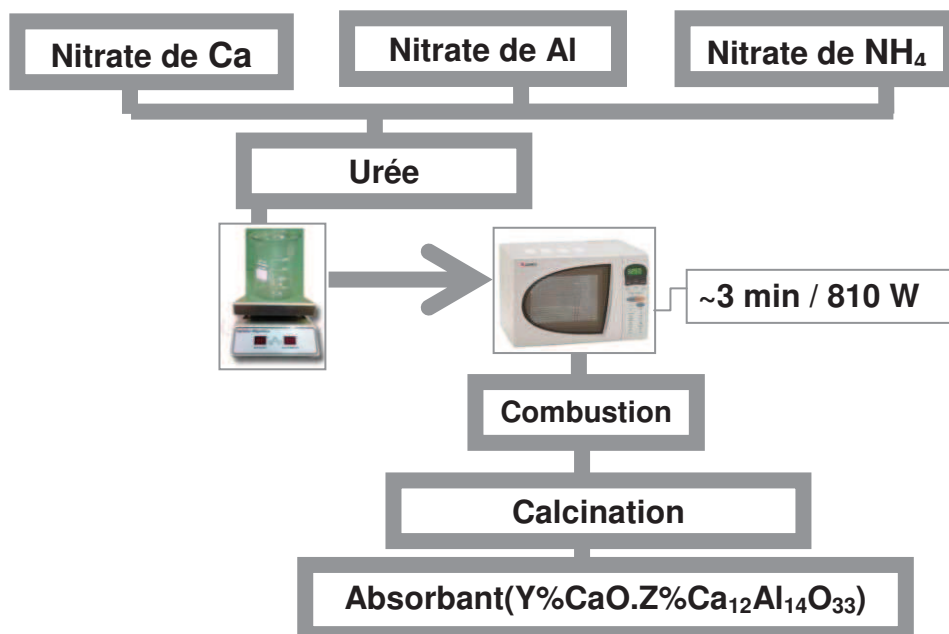 Nitrate de Ca
Nitrate de Al
Nitrate de NH₄
Urée
~3 min / 810 W
Combustion
Calcination
Absorbant(Y%CaO.Z%Ca₁₂Al₁₄O₃₃)